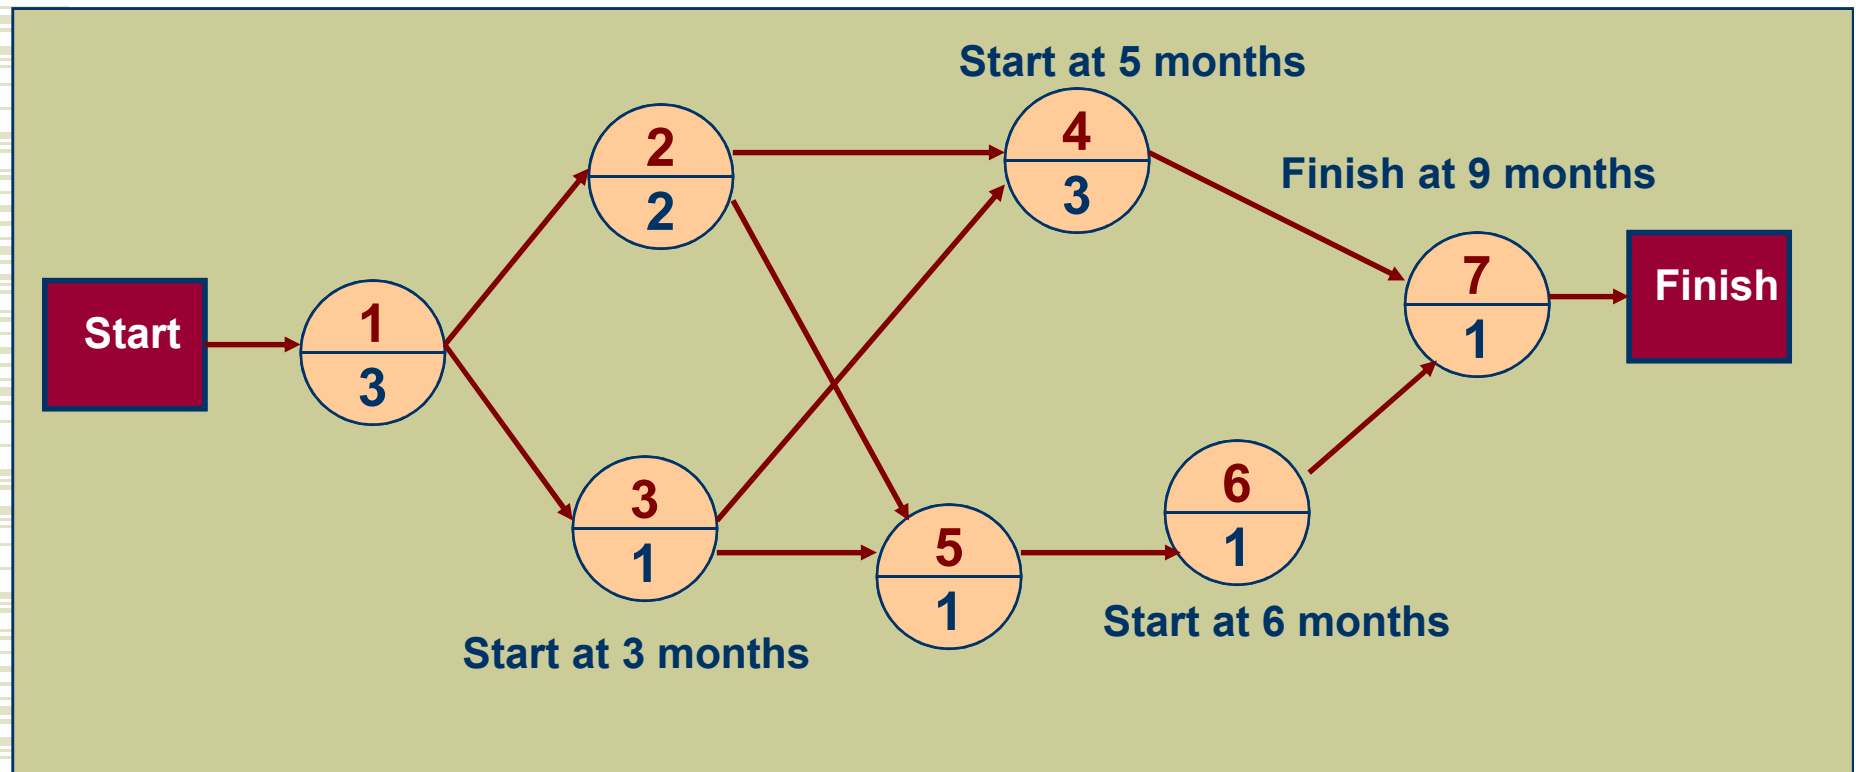 Start at 5 months
2
2
4
3
Finish at 9 months
Start
1
3
7
1
Finish
3
1
5
1
6
1
Start at 6 months
Start at 3 months